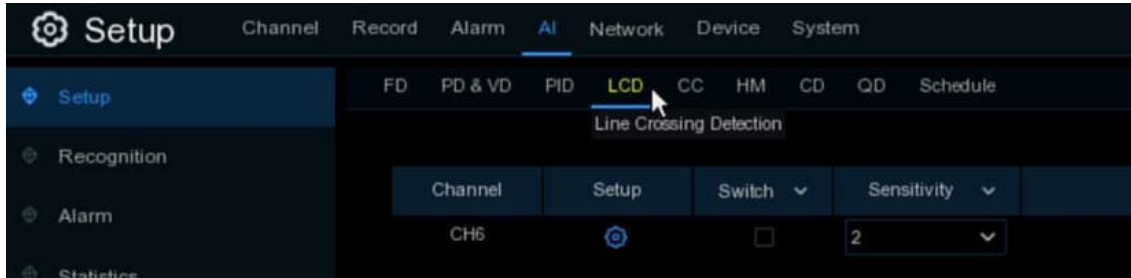 Setup Channel Record Alarm AI Network Device System
Setup FD PD & VD PID LCD CC HM CD QD Schedule
Line Crossing Detection
Recognition
Channel Setup Switch Sensitivity
Alarm
CH6 2
Statistics